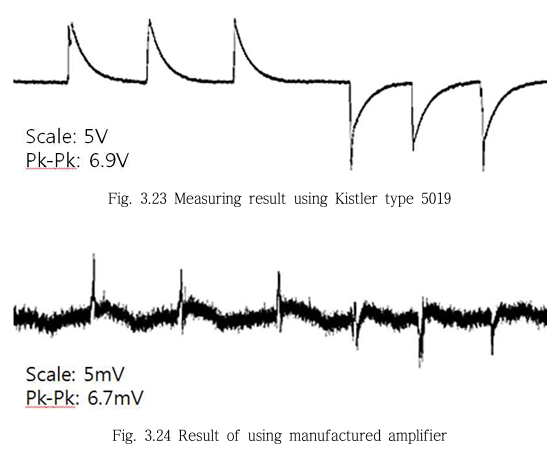 Scale: 5V
Pk-Pk: 6.9V
Fig. 3.23 Measuring result using Kistler type 5019
Scale: 5mV
Pk-Pk: 6.7mV
Fig. 3.24 Result of using manufactured amplifier